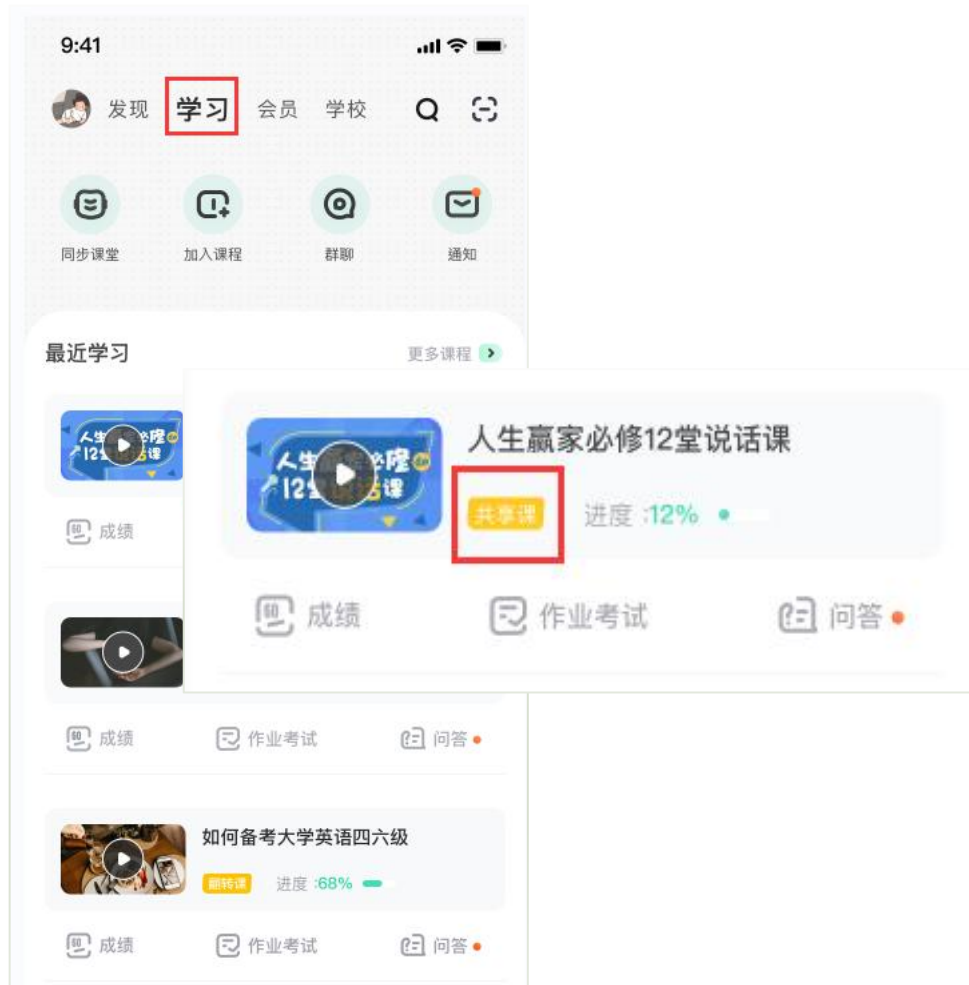 9:41
发现 学习 会员 学校
同步课堂 加入课程 群聊 通知
最近学习 更多课程
人生赢家必修12堂说话课
共享课 进度 :12%
成绩 作业考试 问答
成绩
成绩 作业考试 问答
如何备考大学英语四六级
翻转课 进度 :68%
成绩 作业考试 问答